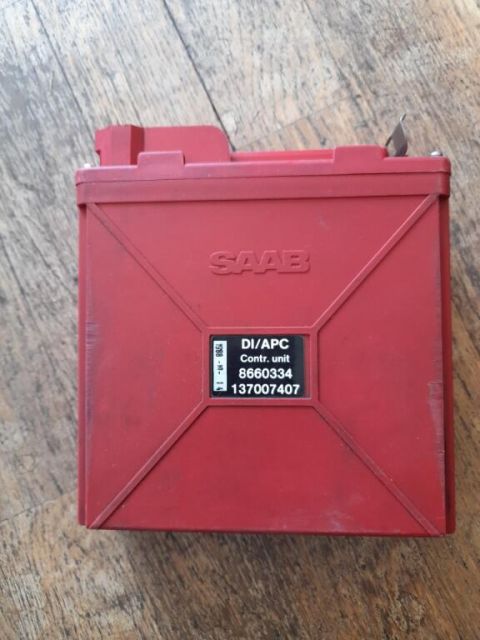 SAAB
DI/APC
Contr. unit
8660334
137007407